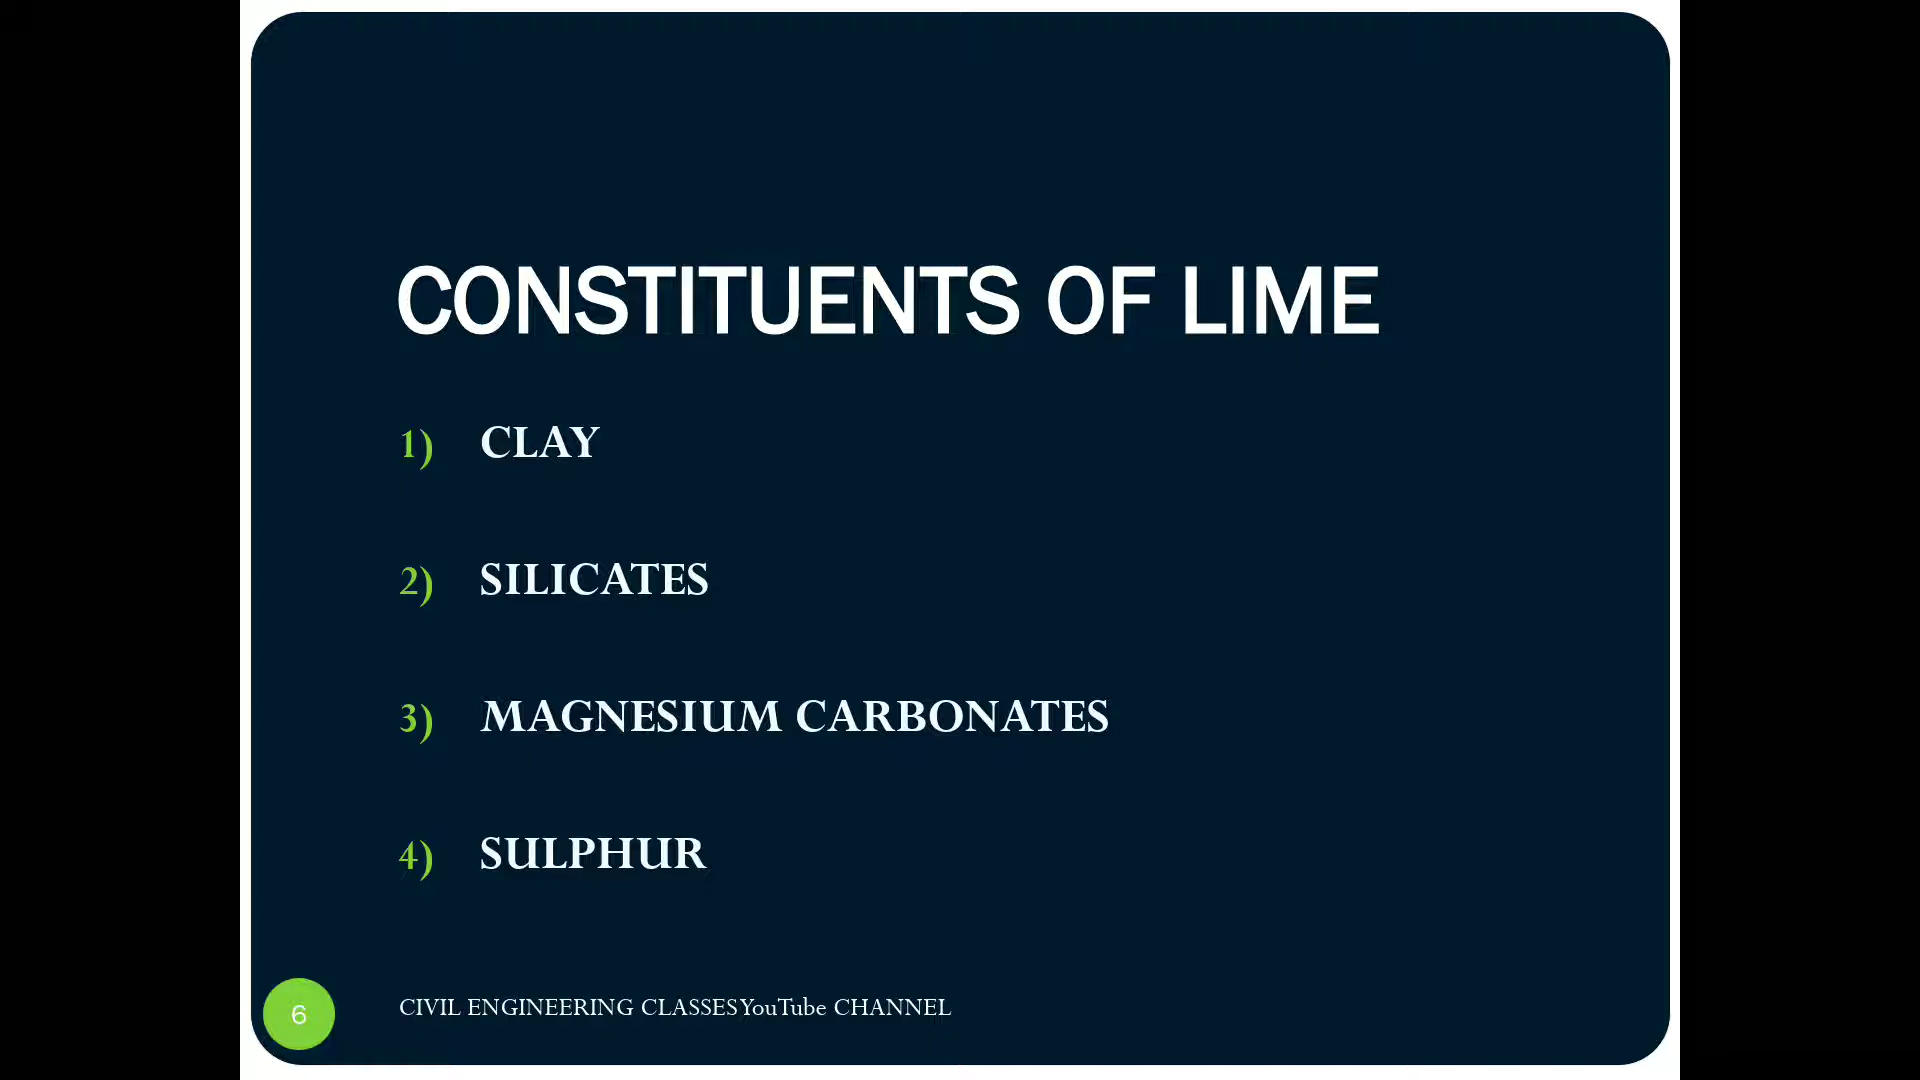 CONSTITUENTS OF LIME
1) CLAY
2) SILICATES
3) MAGNESIUM CARBONATES
4) SULPHUR
6 CIVIL ENGINEERING CLASSES YouTube CHANNEL